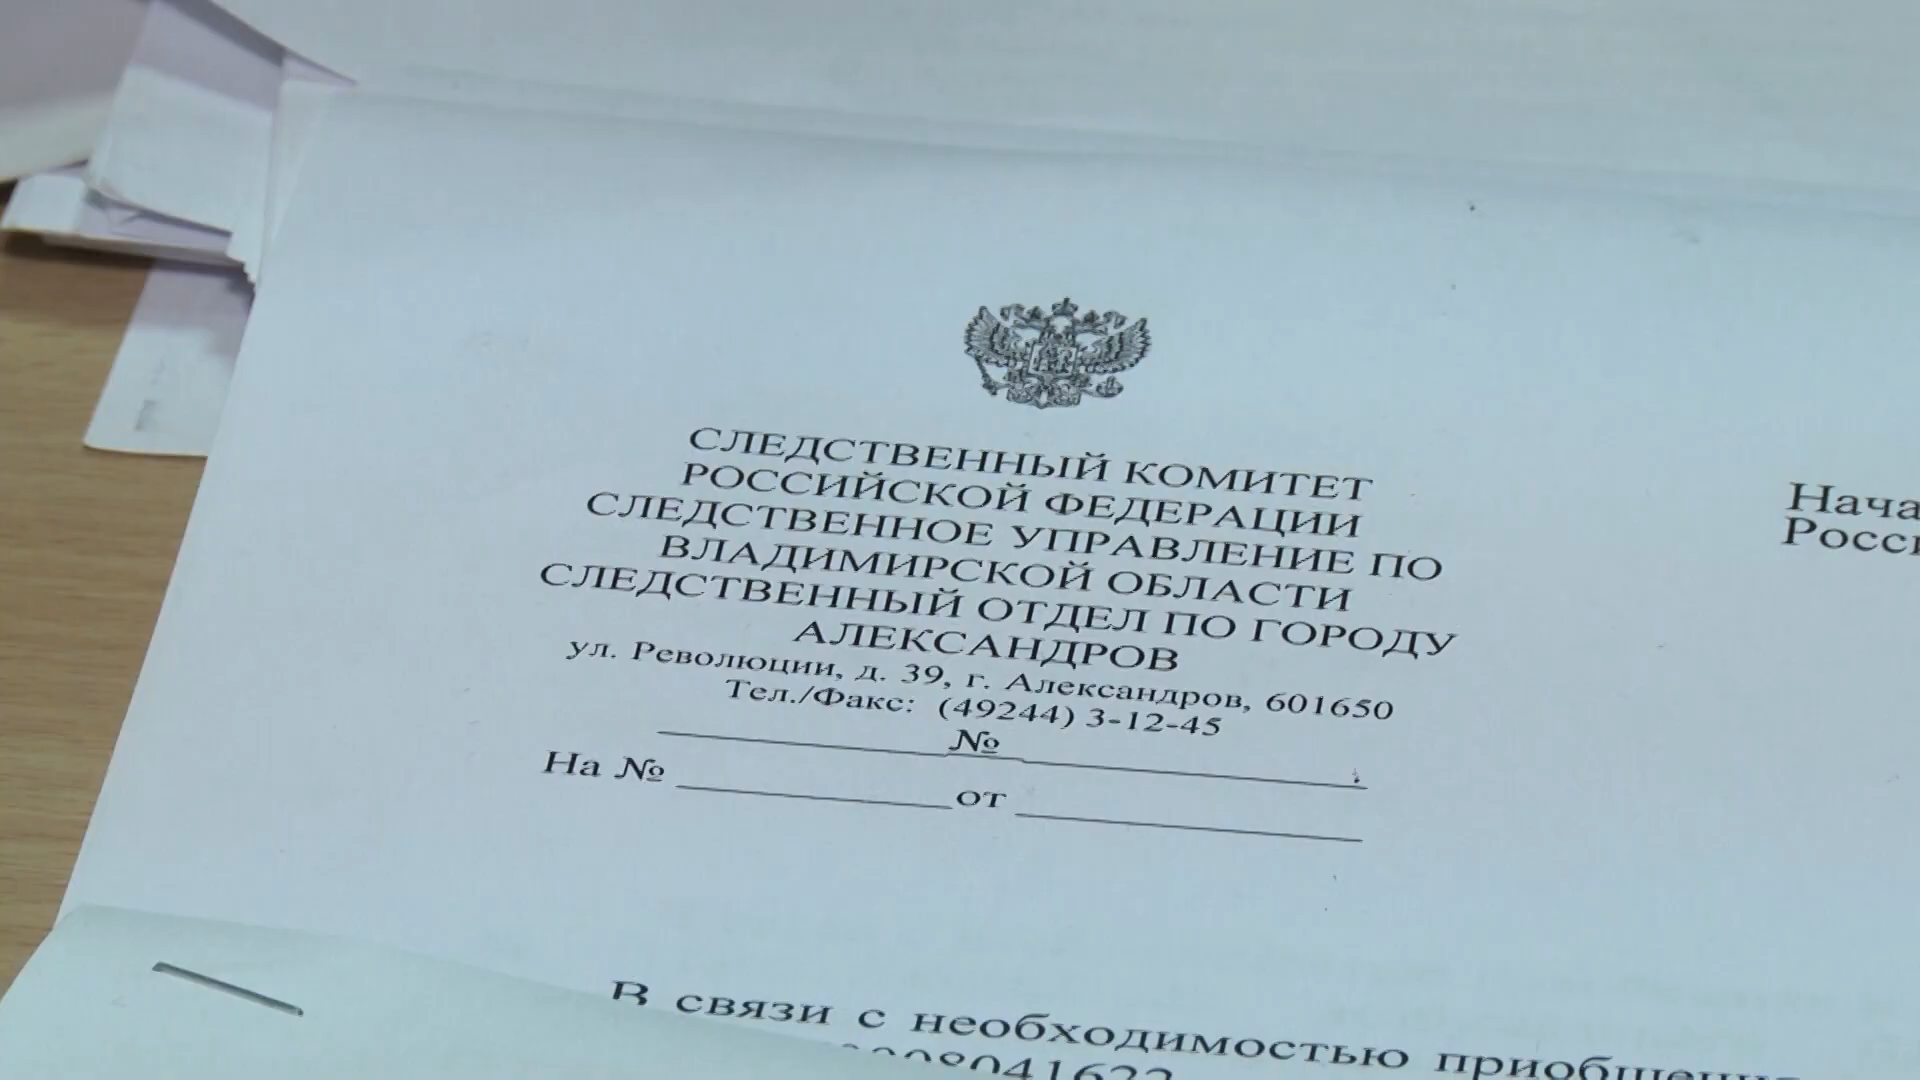 СЛЕДСТВЕННЫЙ КОМИТЕТ
РОССИЙСКОЙ ФЕДЕРАЦИИ
СЛЕДСТВЕННОЕ УПРАВЛЕНИЕ ПО
ВЛАДИМИРСКОЙ ОБЛАСТИ
СЛЕДСТВЕННЫЙ ОТДЕЛ ПО ГОРОДУ
АЛЕКСАНДРОВ
ул. Революции, д. 39, г. Александров, 601650
Тел./Факс: (49244) 3-12-45
№
На № от
Нача
Росс
В связи с необходимостью